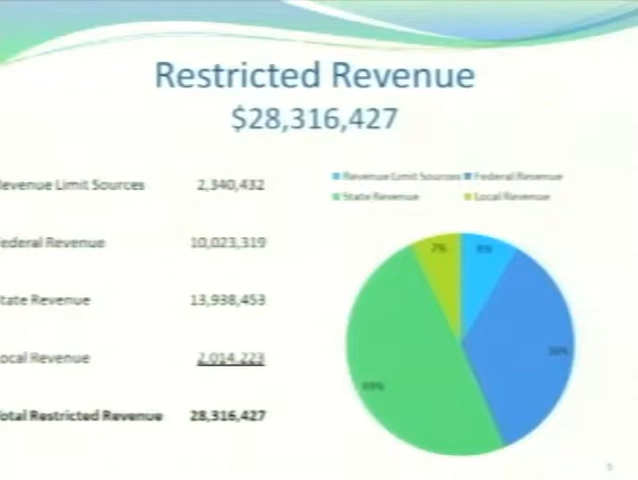 Restricted Revenue
$28,316,427
Revenue Limit Sources 2,340,432
Federal Revenue 10,023,319
State Revenue 13,938,453
Local Revenue 2,014,223
Total Restricted Revenue 28,316,427
Revenue Limit Sources Federal Revenue
State Revenue Local Revenue
7% 8%
36%
49%